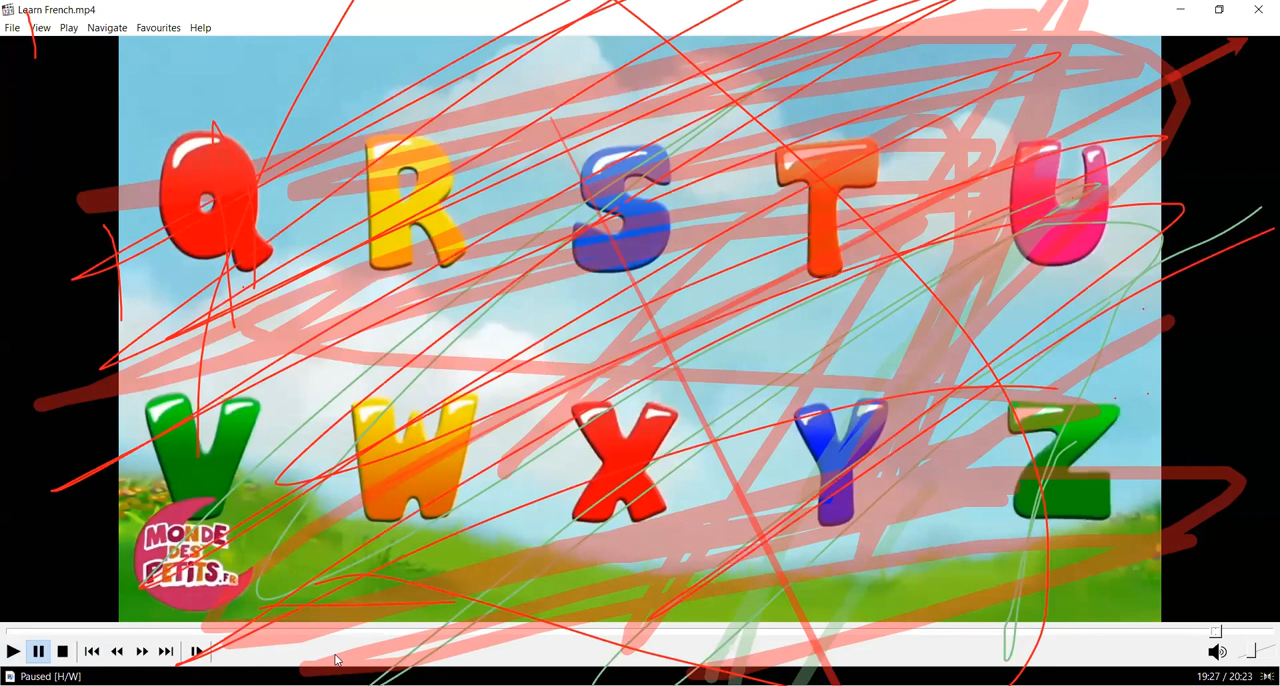 Learn French.mp4
File View Play Navigate Favourites Help
Q R S T U
V W X Y Z
MONDE
DES
PETITS.FR
Paused [H/W]
19:27 / 20:23